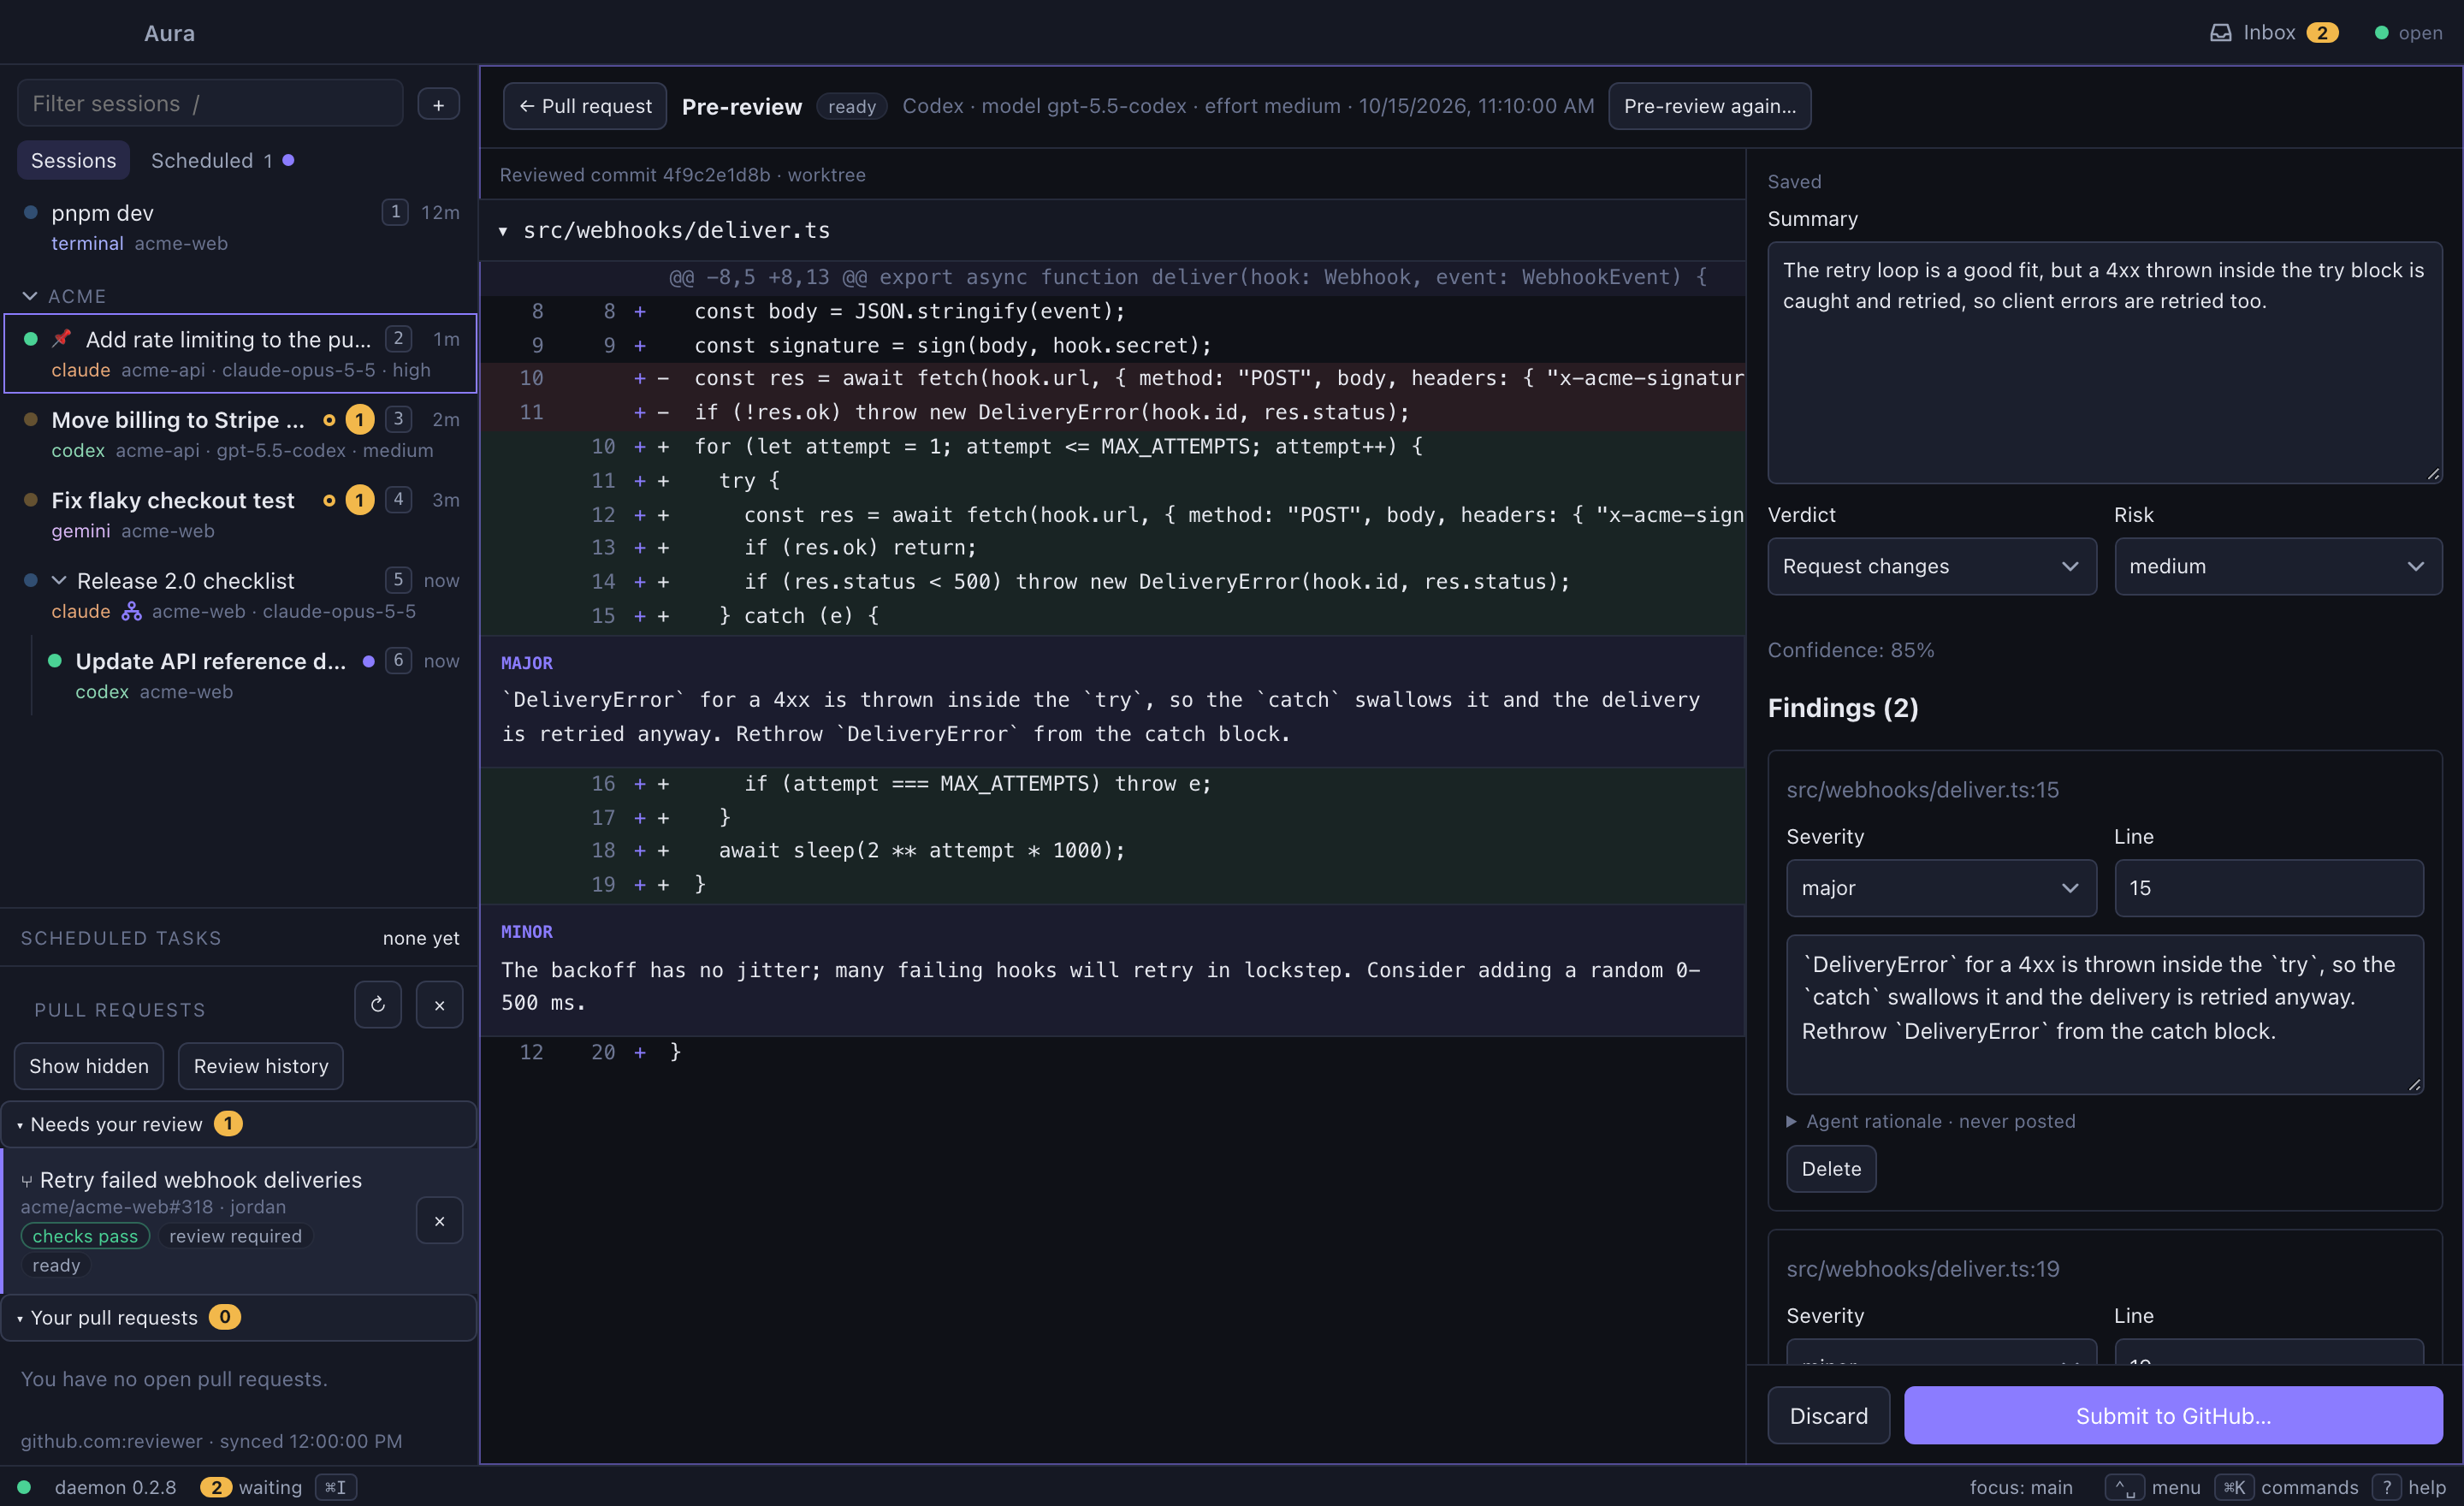 Aura
Inbox 2 open
Filter sessions /
+
Sessions Scheduled 1
pnpm dev 1 12m
terminal acme-web
ACME
Add rate limiting to the pu... 2 1m
claude acme-api · claude-opus-5-5 · high
Move billing to Stripe ... 1 3 2m
codex acme-api · gpt-5.5-codex · medium
Fix flaky checkout test 1 4 3m
gemini acme-web
Release 2.0 checklist 5 now
claude acme-web · claude-opus-5-5
Update API reference d... 6 now
codex acme-web
SCHEDULED TASKS none yet
PULL REQUESTS ↻ ×
Show hidden Review history
▾ Needs your review 1
Retry failed webhook deliveries
acme/acme-web#318 · jordan
×
checks pass review required
ready
▾ Your pull requests 0
You have no open pull requests.
github.com:reviewer · synced 12:00:00 PM
← Pull request Pre-review ready Codex · model gpt-5.5-codex · effort medium · 10/15/2026, 11:10:00 AM Pre-review again...
Reviewed commit 4f9c2e1d8b · worktree
▾ src/webhooks/deliver.ts
@@ -8,5 +8,13 @@ export async function deliver(hook: Webhook, event: WebhookEvent) {
8 8 + const body = JSON.stringify(event);
9 9 + const signature = sign(body, hook.secret);
10 + - const res = await fetch(hook.url, { method: "POST", body, headers: { "x-acme-signatur
11 + - if (!res.ok) throw new DeliveryError(hook.id, res.status);
10 + + for (let attempt = 1; attempt <= MAX_ATTEMPTS; attempt++) {
11 + + try {
12 + + const res = await fetch(hook.url, { method: "POST", body, headers: { "x-acme-sign
13 + + if (res.ok) return;
14 + + if (res.status < 500) throw new DeliveryError(hook.id, res.status);
15 + + } catch (e) {
MAJOR
`DeliveryError` for a 4xx is thrown inside the `try`, so the `catch` swallows it and the delivery
is retried anyway. Rethrow `DeliveryError` from the catch block.
16 + + if (attempt === MAX_ATTEMPTS) throw e;
17 + + }
18 + + await sleep(2 ** attempt * 1000);
19 + + }
MINOR
The backoff has no jitter; many failing hooks will retry in lockstep. Consider adding a random 0-
500 ms.
12 20 + }
Saved
Summary
The retry loop is a good fit, but a 4xx thrown inside the try block is
caught and retried, so client errors are retried too.
Verdict Risk
Request changes medium
Confidence: 85%
Findings (2)
src/webhooks/deliver.ts:15
Severity Line
major 15
`DeliveryError` for a 4xx is thrown inside the `try`, so the
`catch` swallows it and the delivery is retried anyway.
Rethrow `DeliveryError` from the catch block.
▶ Agent rationale · never posted
Delete
src/webhooks/deliver.ts:19
Severity Line
minor 19
Discard Submit to GitHub...
daemon 0.2.8 2 waiting ⌘I
focus: main ^␣ menu ⌘K commands ? help